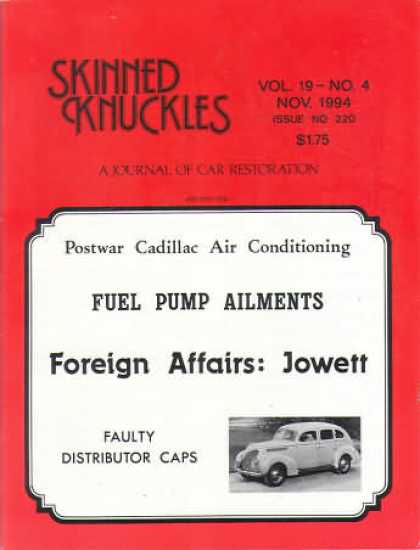 SKINNED
KNUCKLES
VOL. 19 - NO. 4
NOV. 1994
ISSUE NO 220
$1.75
A JOURNAL OF CAR RESTORATION
Postwar Cadillac Air Conditioning
FUEL PUMP AILMENTS
Foreign Affairs: Jowett
FAULTY
DISTRIBUTOR CAPS